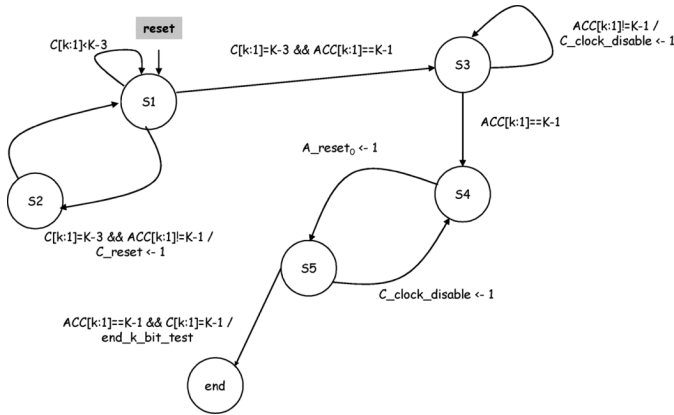 reset
C[k:1]<K-3
S1
C[k:1]=K-3 && ACC[k:1]==K-1
S3
ACC[k:1]!=K-1 /
C_clock_disable <- 1
ACC[k:1]==K-1
A_reset₀ <- 1
S2
S4
C[k:1]=K-3 && ACC[k:1]!=K-1 /
C_reset <- 1
S5
C_clock_disable <- 1
ACC[k:1]==K-1 && C[k:1]=K-1 /
end_k_bit_test
end